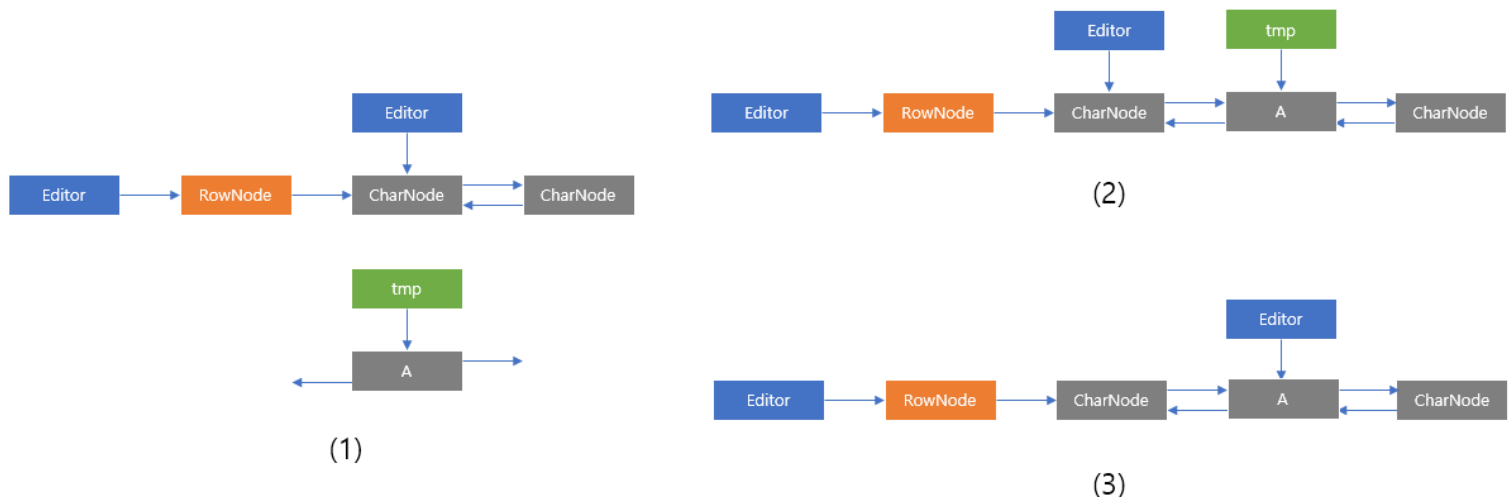 Editor
Editor RowNode CharNode CharNode
tmp
A
(1)
Editor tmp
Editor RowNode CharNode A CharNode
(2)
Editor
Editor RowNode CharNode A CharNode
(3)